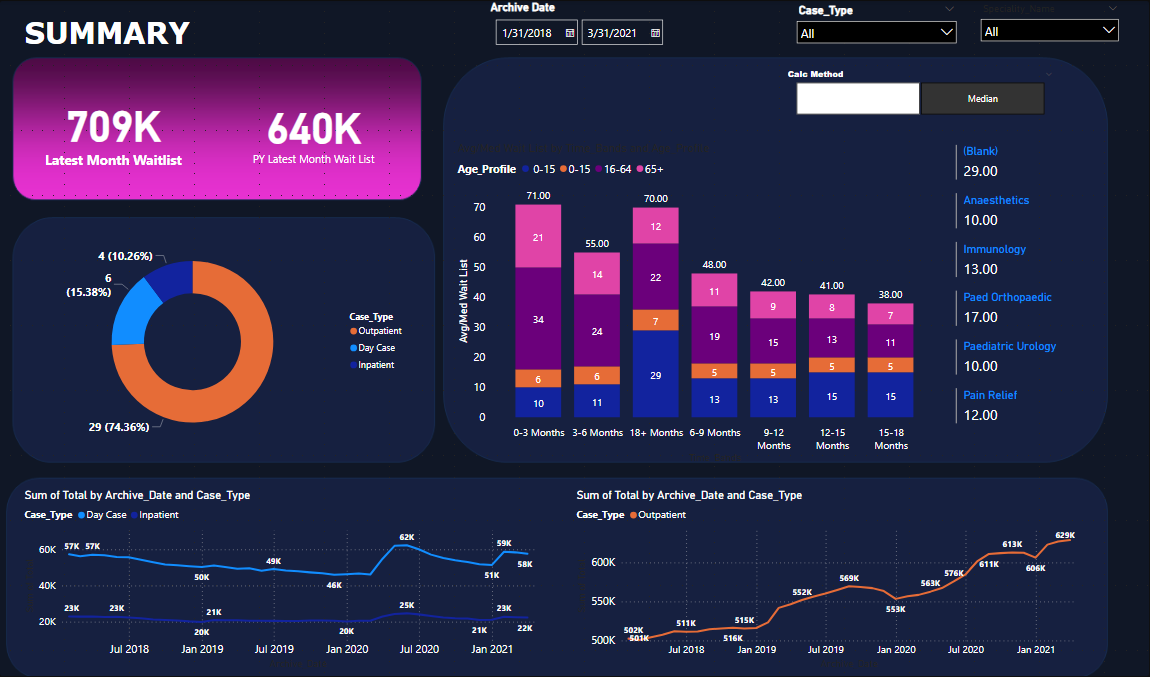 SUMMARY
Archive Date
1/31/2018
3/31/2021
Case_Type
All
Specialty_Name
All
709K
Latest Month Waitlist
640K
PY Latest Month Wait List
Calc Method
Median
4 (10.26%)
6
(15.38%)
29 (74.36%)
Case_Type
Outpatient
Day Case
Inpatient
Age_Profile 0-15 0-15 16-64 65+
Avg/Med Wait List
70
60
50
40
30
20
10
0
71.00
21
34
6
10
55.00
14
24
6
11
70.00
12
22
7
29
48.00
11
19
5
13
42.00
9
15
5
13
41.00
8
13
5
15
38.00
7
11
5
15
0-3 Months 3-6 Months 18+ Months 6-9 Months
9-12
Months
12-15
Months
15-18
Months
(Blank)
29.00
Anaesthetics
10.00
Immunology
13.00
Paed Orthopaedic
17.00
Paediatric Urology
10.00
Pain Relief
12.00
Sum of Total by Archive_Date and Case_Type
Case_Type Day Case Inpatient
60K
40K
20K
57K 57K 50K 49K 46K 62K 51K 59K 58K
23K 23K 20K 21K 20K 25K 21K 23K 22K
Jul 2018 Jan 2019 Jul 2019 Jan 2020 Jul 2020 Jan 2021
Sum of Total by Archive_Date and Case_Type
Case_Type Outpatient
600K
550K
500K
502K 501K 511K 516K 515K 552K 569K 553K 563K 576K 611K 613K 606K 629K
Jul 2018 Jan 2019 Jul 2019 Jan 2020 Jul 2020 Jan 2021